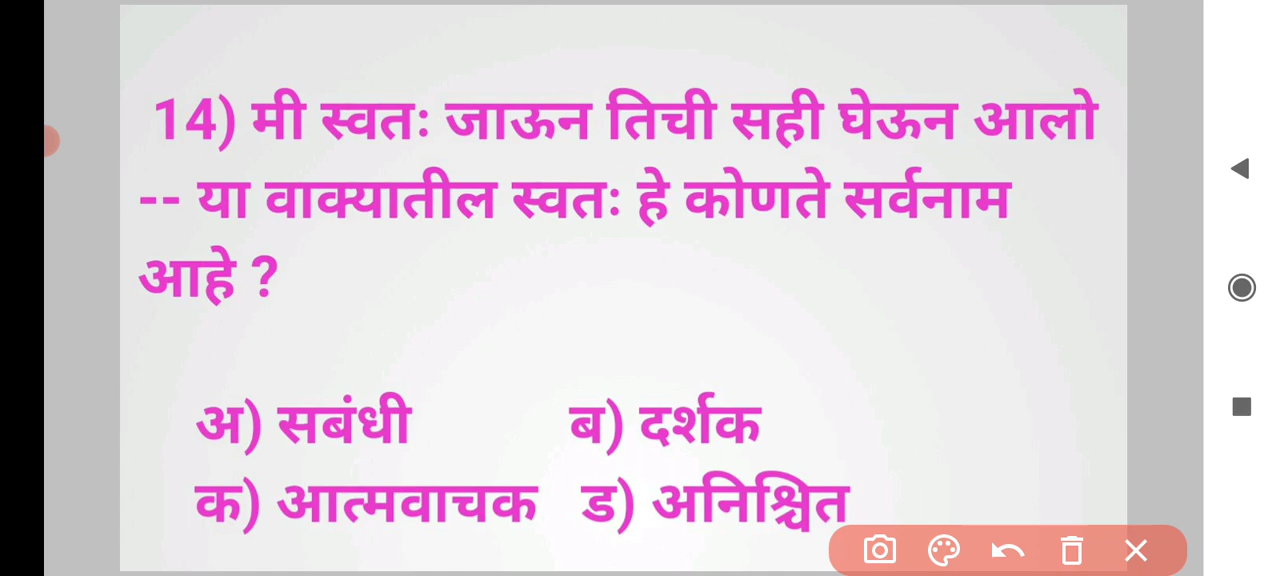 14) मी स्वतः जाऊन तिची सही घेऊन आलो
-- या वाक्यातील स्वतः हे कोणते सर्वनाम
आहे ?
अ) सबंधी ब) दर्शक
क) आत्मवाचक ड) अनिश्चित